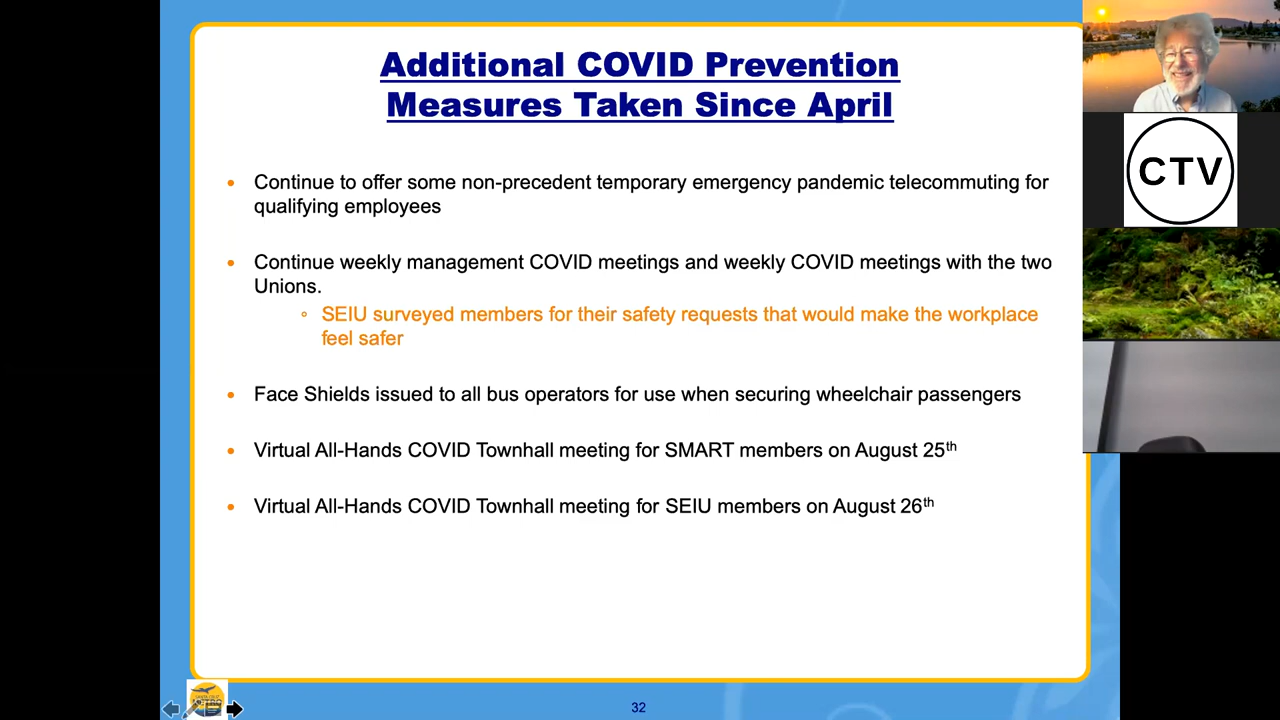 Additional COVID Prevention
Measures Taken Since April
• Continue to offer some non-precedent temporary emergency pandemic telecommuting for
qualifying employees
• Continue weekly management COVID meetings and weekly COVID meetings with the two
Unions.
◦ SEIU surveyed members for their safety requests that would make the workplace
feel safer
• Face Shields issued to all bus operators for use when securing wheelchair passengers
• Virtual All-Hands COVID Townhall meeting for SMART members on August 25th
• Virtual All-Hands COVID Townhall meeting for SEIU members on August 26th
32
CTV